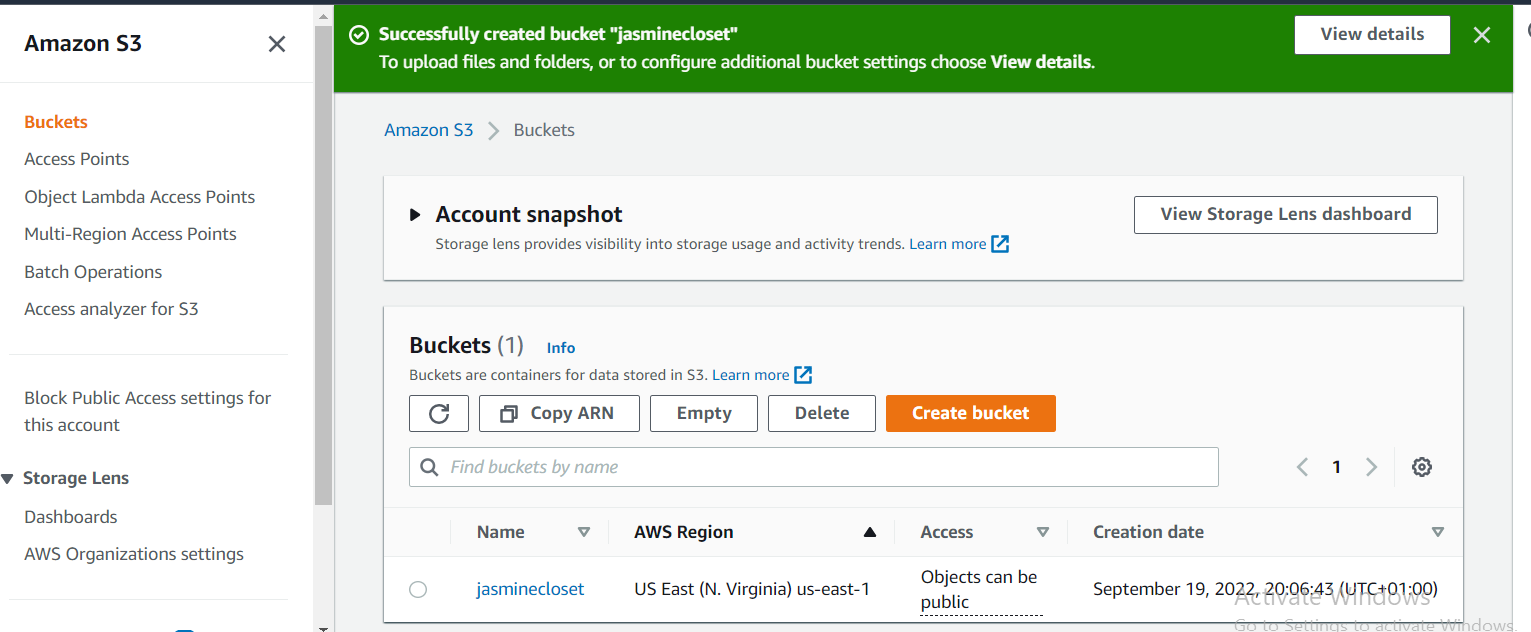 Amazon S3
Successfully created bucket "jasminecloset"
To upload files and folders, or to configure additional bucket settings choose View details.
View details
Buckets
Access Points
Object Lambda Access Points
Multi-Region Access Points
Batch Operations
Access analyzer for S3
Block Public Access settings for
this account
Storage Lens
Dashboards
AWS Organizations settings
Amazon S3 > Buckets
Account snapshot
Storage lens provides visibility into storage usage and activity trends. Learn more
View Storage Lens dashboard
Buckets (1) Info
Buckets are containers for data stored in S3. Learn more
Copy ARN Empty Delete Create bucket
Find buckets by name
1
Name AWS Region Access Creation date
jasminecloset US East (N. Virginia) us-east-1 Objects can be public September 19, 2022, 20:06:43 (UTC+01:00)
Activate Windows
Go to Settings to activate Windows.